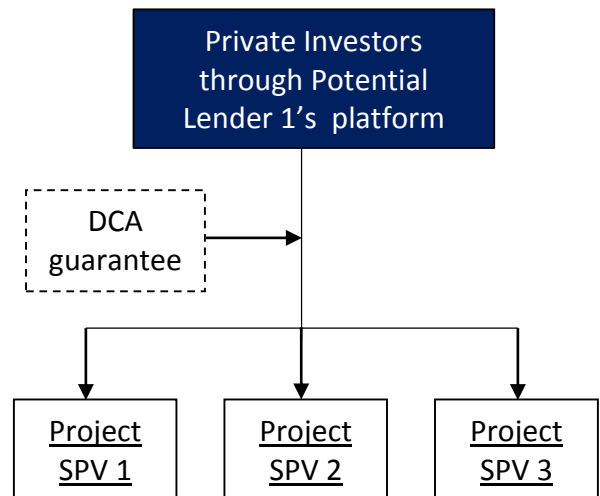 Private Investors
through Potential
Lender 1’s  platform
DCA
guarantee
Project
SPV 1
Project
SPV 2
Project
SPV 3